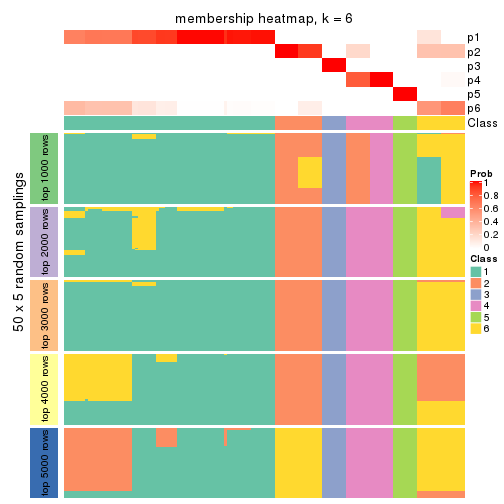 membership heatmap, k = 6
p1
p2
p3
p4
p5
p6
Class
50 x 5 random samplings
top 1000 rows
top 2000 rows
top 3000 rows
top 4000 rows
top 5000 rows
Prob
1
0.8
0.6
0.4
0.2
0
Class
1
2
3
4
5
6